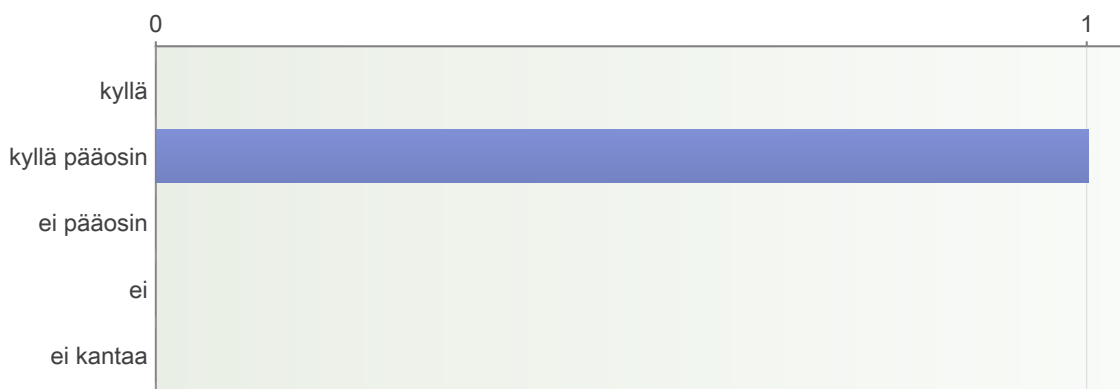 0 1
kyllä
kyllä pääosin
ei pääosin
ei
ei kantaa